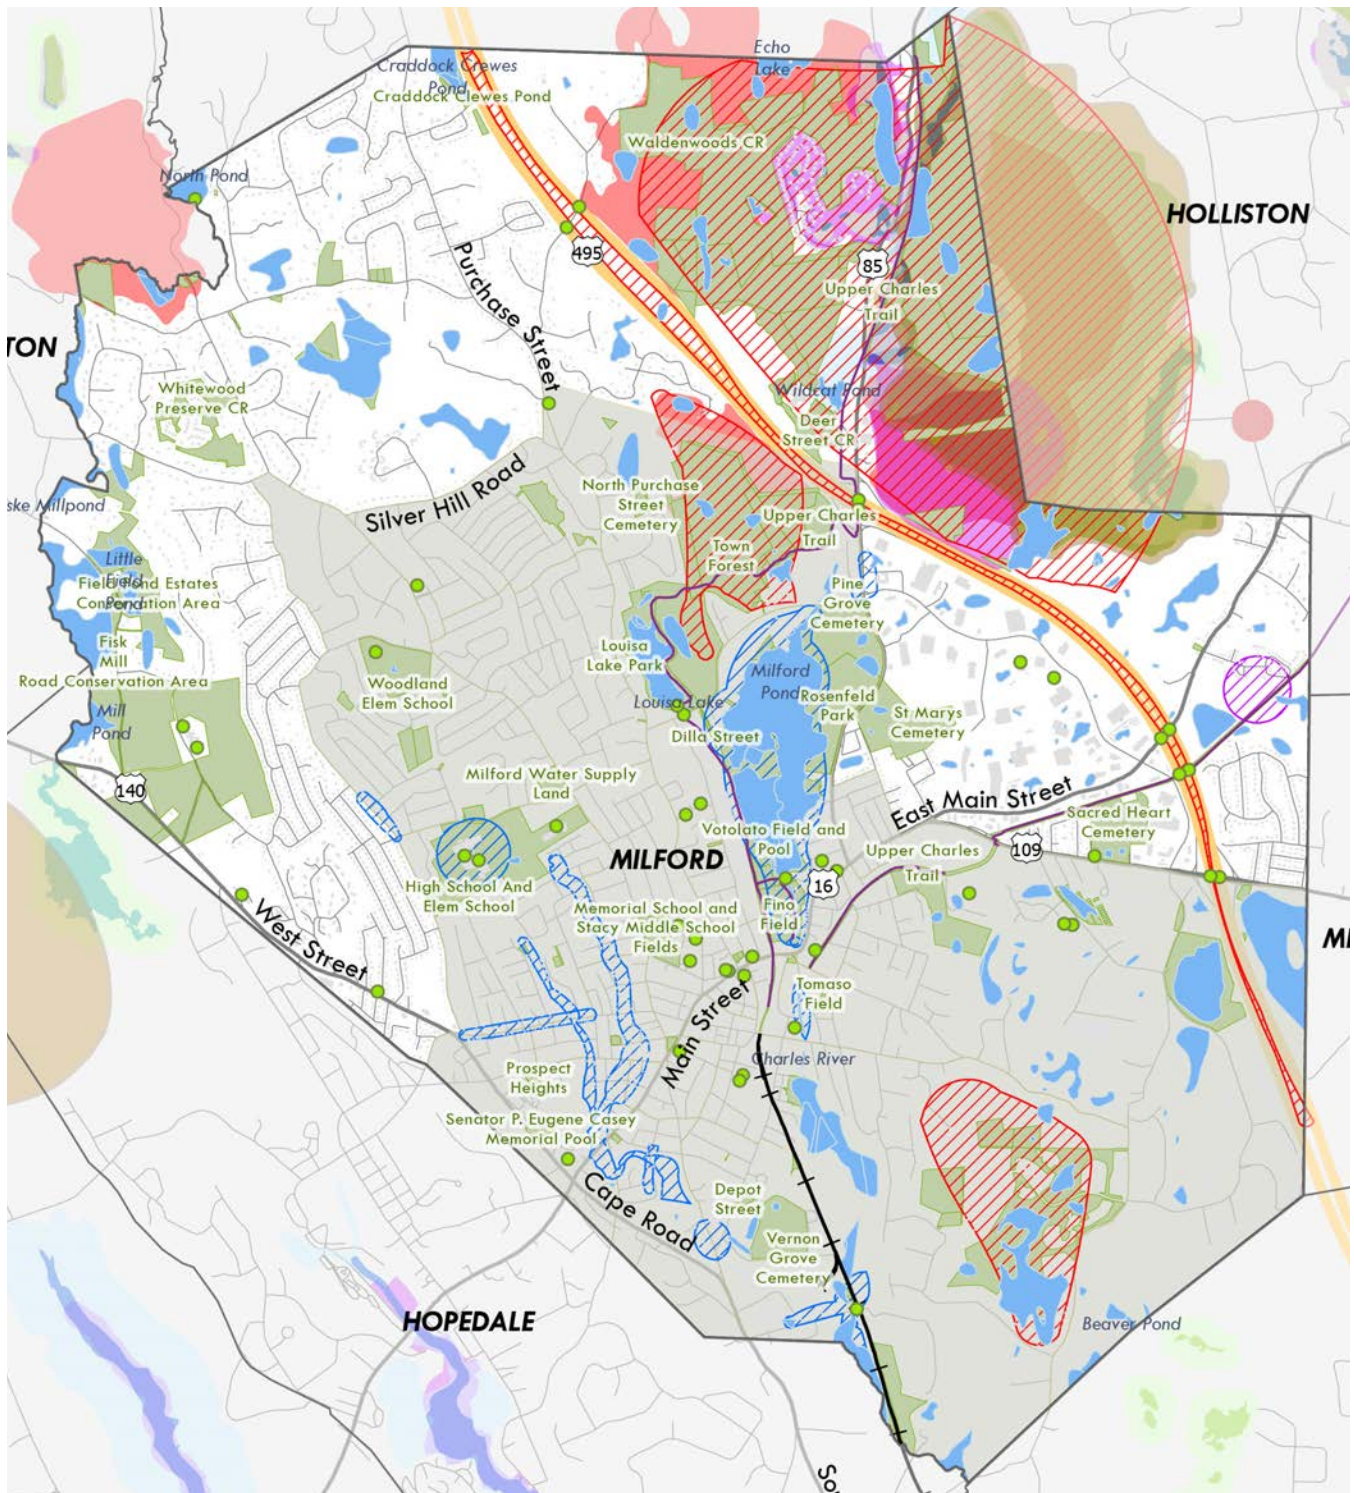 Echo
Lake
Craddock Crewes
Pond
Craddock Clewes Pond
Waldenwoods CR
North Pond
HOLLISTON
495
85
Purchase Street
Upper Charles
Trail
TON
Whitewood
Preserve CR
Wildcat Pond
Deer
Street CR
Silver Hill Road
North Purchase
Street
Cemetery
ske Millpond
Upper Charles
Trail
Town
Forest
Little
Field
Pond
Field Pond Estates
Conservation Area
Pine
Grove
Cemetery
Fisk
Mill
Road Conservation Area
Louisa
Lake Park
Woodland
Elem School
Milford
Pond
Rosenfeld
Park
Louisa Lake
St Marys
Cemetery
Mill
Pond
Dilla Street
140
Milford Water Supply
Land
East Main Street
Sacred Heart
Cemetery
Votolato Field and
Pool
MILFORD
Upper Charles
Trail
109
16
High School And
Elem School
Memorial School and
Stacy Middle School
Fields
Fino
Field
West Street
MI
Tomaso
Field
Main Street
Charles River
Prospect
Heights
Senator P. Eugene Casey
Memorial Pool
Cape Road
Depot
Street
Vernon
Grove
Cemetery
HOPEDALE
Beaver Pond
So